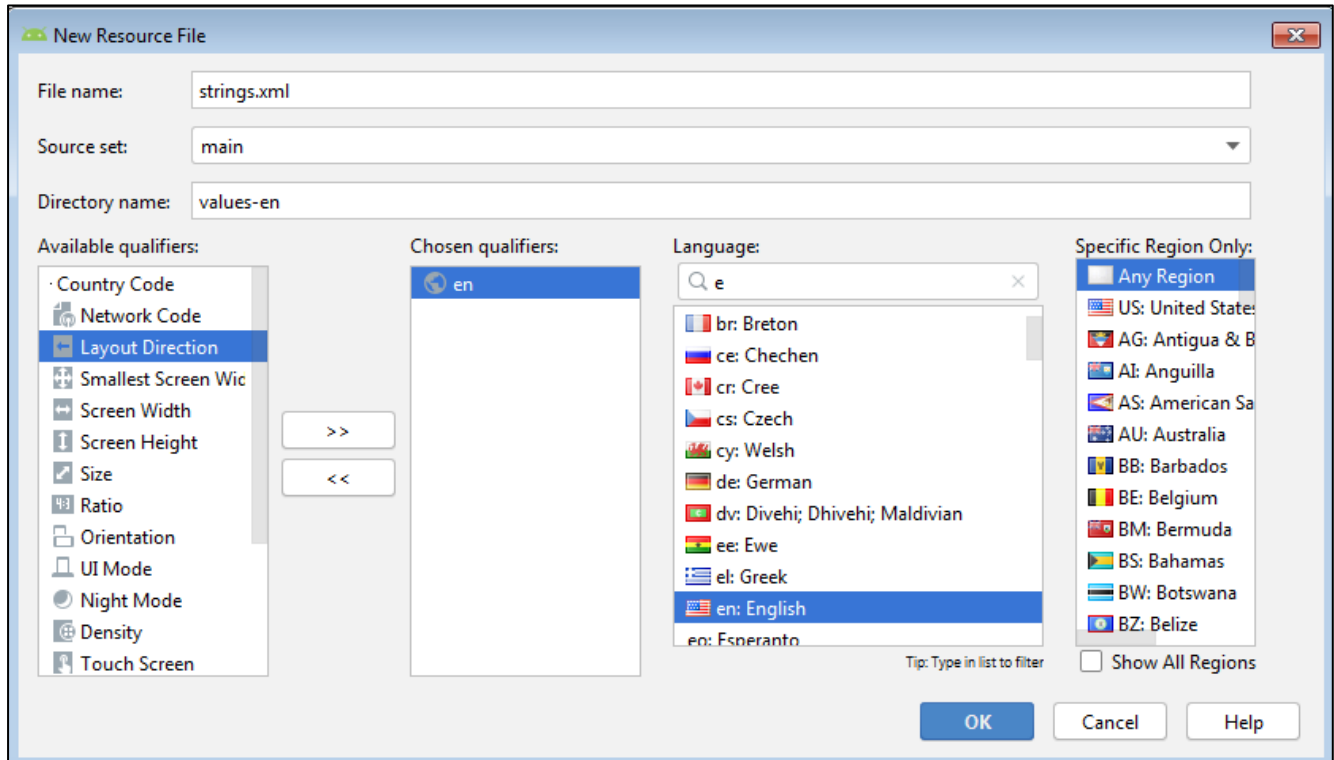 New Resource File
File name:
strings.xml
Source set:
main
Directory name:
values-en
Available qualifiers:
Country Code
Network Code
Layout Direction
Smallest Screen Wid
Screen Width
Screen Height
Size
4:3 Ratio
Orientation
UI Mode
Night Mode
Density
Touch Screen
>>
<<
Chosen qualifiers:
en
Language:
e
br: Breton
ce: Chechen
cr: Cree
cs: Czech
cy: Welsh
de: German
dv: Divehi; Dhivehi; Maldivian
ee: Ewe
el: Greek
en: English
eo: Esperanto
Tip: Type in list to filter
Specific Region Only:
Any Region
US: United States
AG: Antigua & B
AI: Anguilla
AS: American Sa
AU: Australia
BB: Barbados
BE: Belgium
BM: Bermuda
BS: Bahamas
BW: Botswana
BZ: Belize
Show All Regions
OK
Cancel
Help